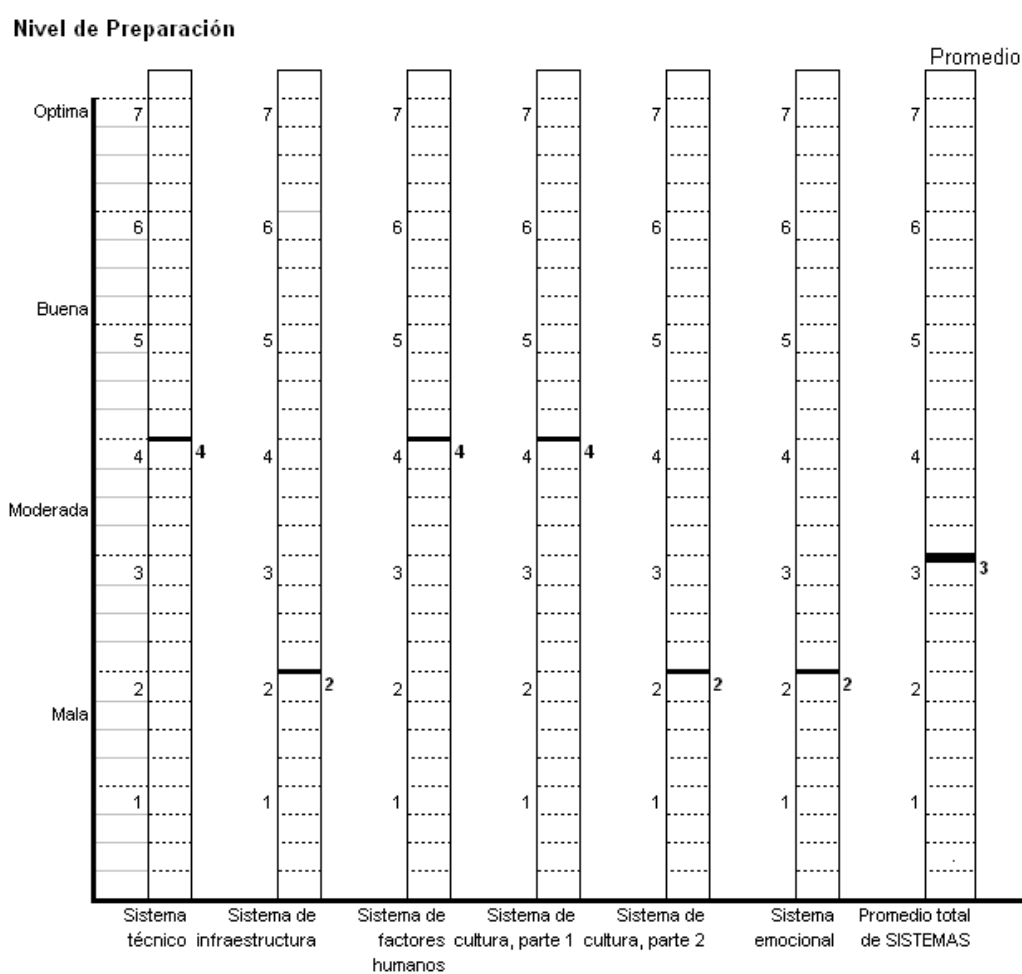 Nivel de Preparación
Promedio
Optima 7 7 7 7 7 7 7
6 6 6 6 6 6 6
Buena
5 5 5 5 5 5 5
4 4 4 4 4 4 4 4 4 4
Moderada
3 3 3 3 3 3 3 3
2 2 2 2 2 2 2 2 2 2
Mala
1 1 1 1 1 1 1
Sistema técnico
Sistema de infraestructura
Sistema de factores humanos
Sistema de cultura, parte 1
Sistema de cultura, parte 2
Sistema emocional
Promedio total de SISTEMAS